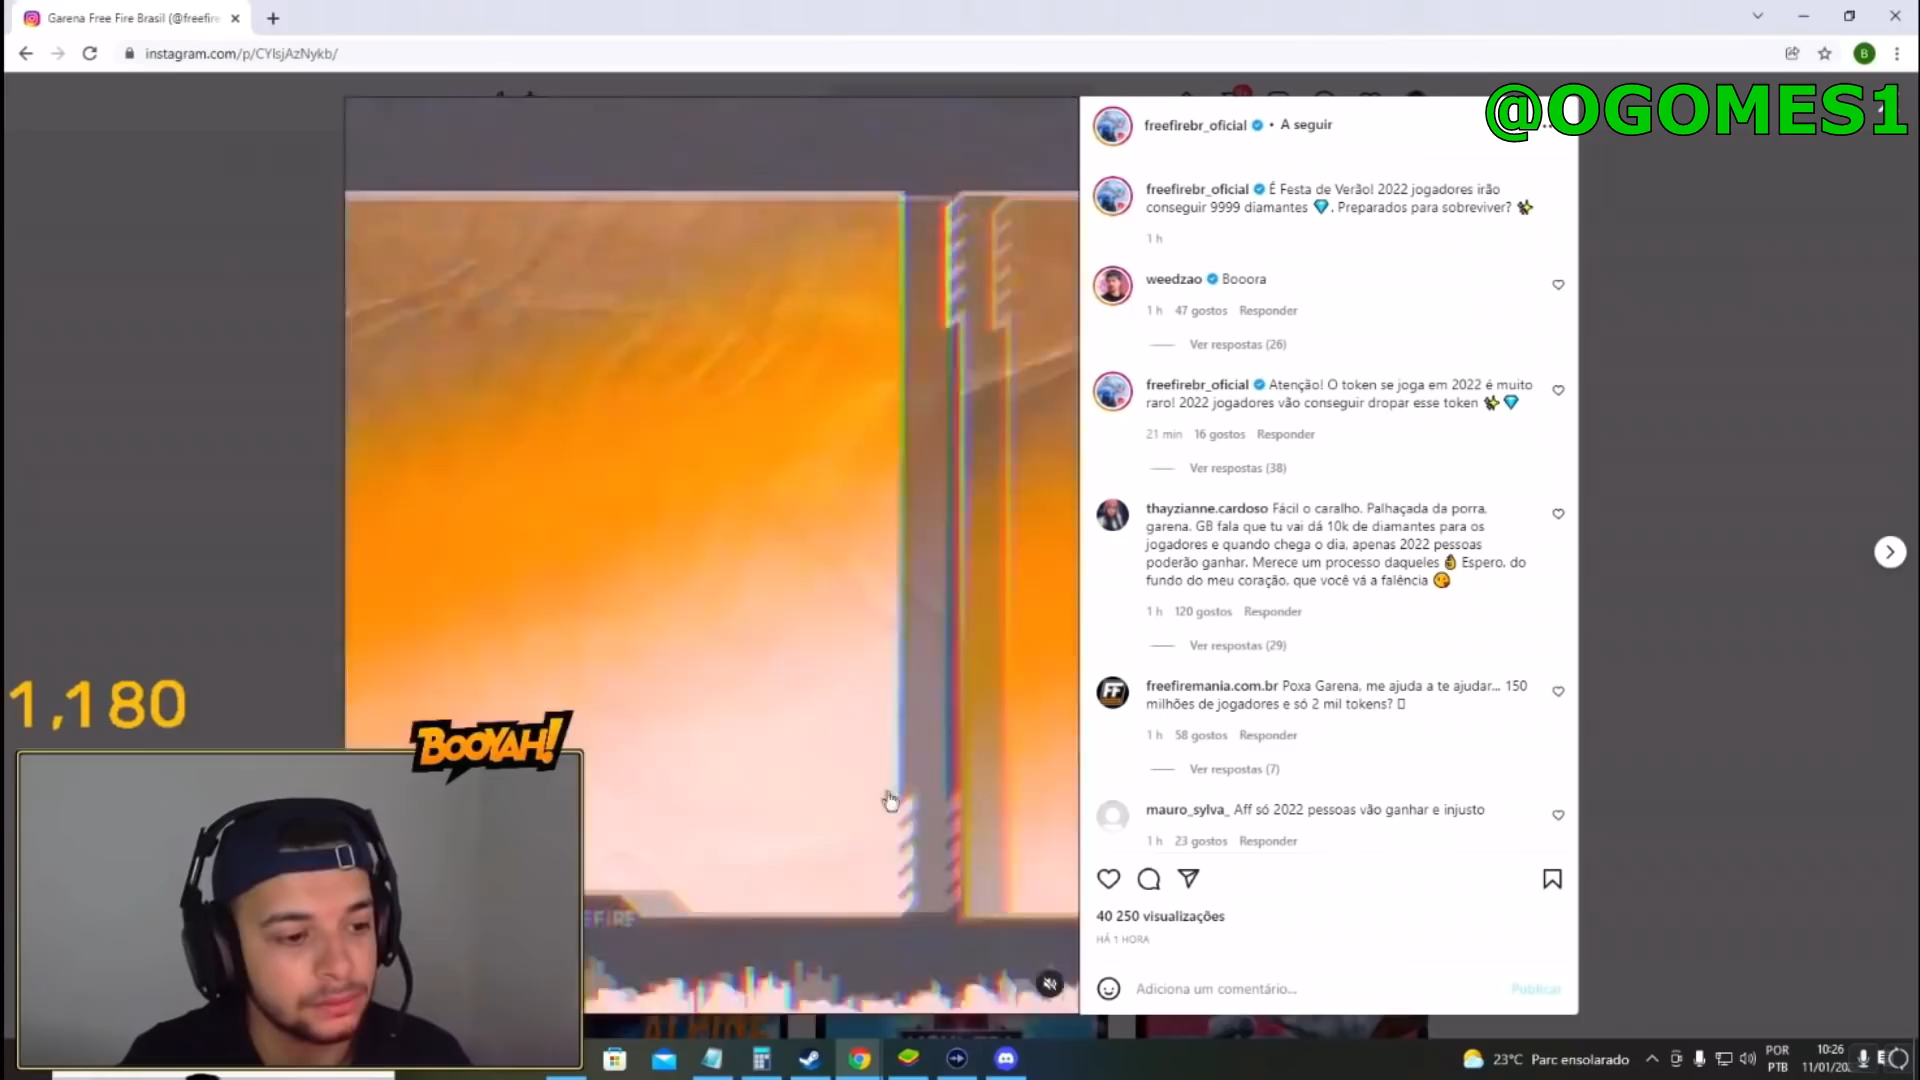 Garena Free Fire Brasil (@freefire
instagram.com/p/CYlsjAzNykb/
B
@OGOMES1
freefirebr_oficial • A seguir
freefirebr_oficial É Festa de Verão! 2022 jogadores irão
conseguir 9999 diamantes 💎. Preparados para sobreviver? ✨
1 h
weedzao Booora
1 h 47 gostos Responder
Ver respostas (26)
freefirebr_oficial Atenção! O token se joga em 2022 é muito
raro! 2022 jogadores vão conseguir dropar esse token ✨💎
21 min 16 gostos Responder
Ver respostas (38)
thayzianne.cardoso Fácil o caralho. Palhaçada da porra,
garena. GB fala que tu vai dá 10k de diamantes para os
jogadores e quando chega o dia, apenas 2022 pessoas
poderão ganhar. Merece um processo daqueles 👌 Espero, do
fundo do meu coração, que você vá a falência 😘
1 h 120 gostos Responder
Ver respostas (29)
freefiremania.com.br Poxa Garena, me ajuda a te ajudar... 150
milhões de jogadores e só 2 mil tokens? 
1 h 58 gostos Responder
Ver respostas (7)
mauro_sylva_ Aff só 2022 pessoas vão ganhar e injusto
1 h 23 gostos Responder
40 250 visualizações
HÁ 1 HORA
Adiciona um comentário...
Publicar
1,180
BOOYAH!
23°C Parc ensolarado
POR
PTB
10:26